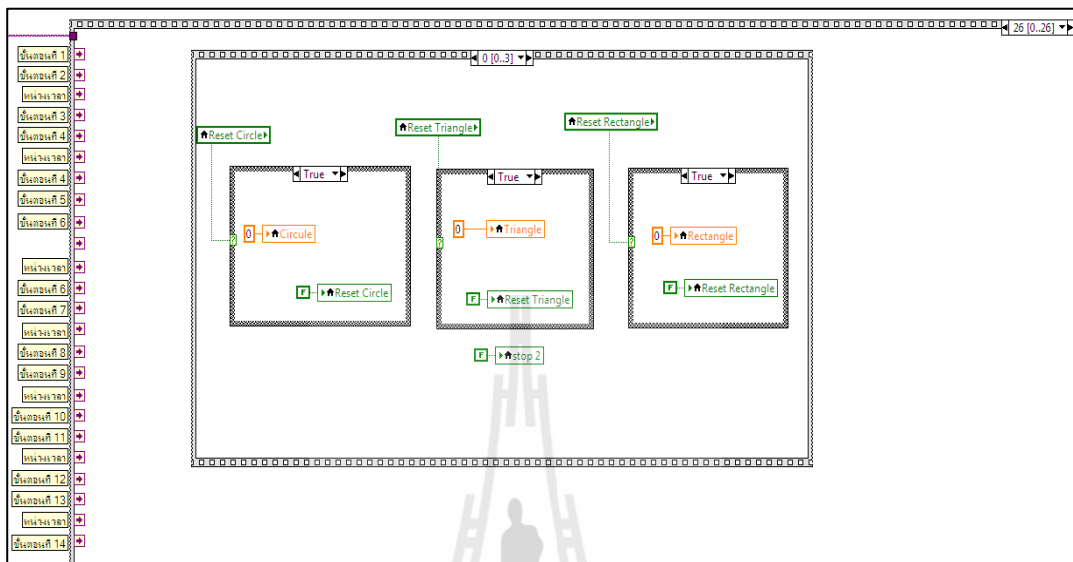 26 [0..26]
ขั้นตอนที่ 1
ขั้นตอนที่ 2
หน่วงเวลา
ขั้นตอนที่ 3
ขั้นตอนที่ 4
หน่วงเวลา
ขั้นตอนที่ 4
ขั้นตอนที่ 5
ขั้นตอนที่ 6
หน่วงเวลา
ขั้นตอนที่ 6
ขั้นตอนที่ 7
หน่วงเวลา
ขั้นตอนที่ 8
ขั้นตอนที่ 9
หน่วงเวลา
ขั้นตอนที่ 10
ขั้นตอนที่ 11
หน่วงเวลา
ขั้นตอนที่ 12
ขั้นตอนที่ 13
หน่วงเวลา
ขั้นตอนที่ 14
0 [0..3]
Reset Circle
True
?
0 Circule
F Reset Circle
Reset Triangle
True
?
0 Triangle
F Reset Triangle
Reset Rectangle
True
?
0 Rectangle
F Reset Rectangle
F stop 2